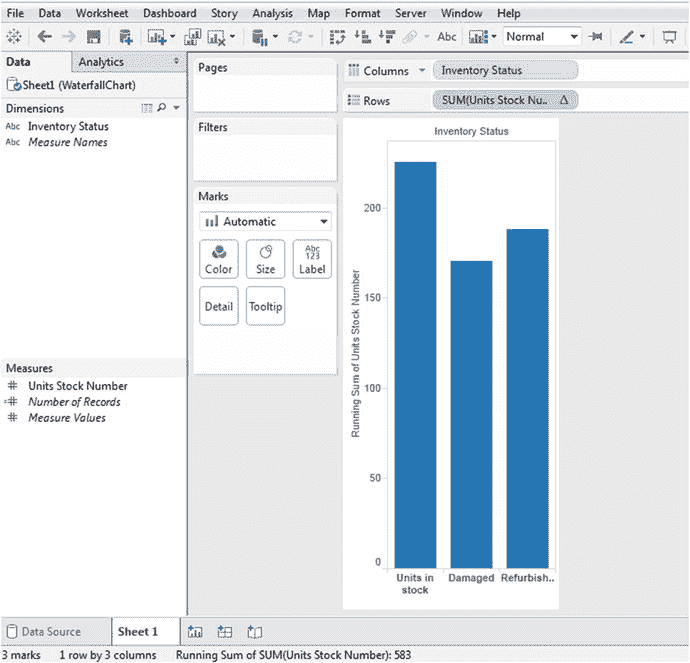 File Data Worksheet Dashboard Story Analysis Map Format Server Window Help
Abc Normal
Data Analytics
Sheet1 (WaterfallChart)
Dimensions
Abc Inventory Status
Abc Measure Names
Measures
# Units Stock Number
=# Number of Records
# Measure Values
Pages
Filters
Marks
Automatic
Color Size Abc 123 Label
Detail Tooltip
Columns Inventory Status
Rows SUM(Units Stock Nu.. Δ
Inventory Status
Running Sum of Units Stock Number
200
150
100
50
0
Units in stock Damaged Refurbish..
Data Source Sheet 1
3 marks 1 row by 3 columns Running Sum of SUM(Units Stock Number): 583